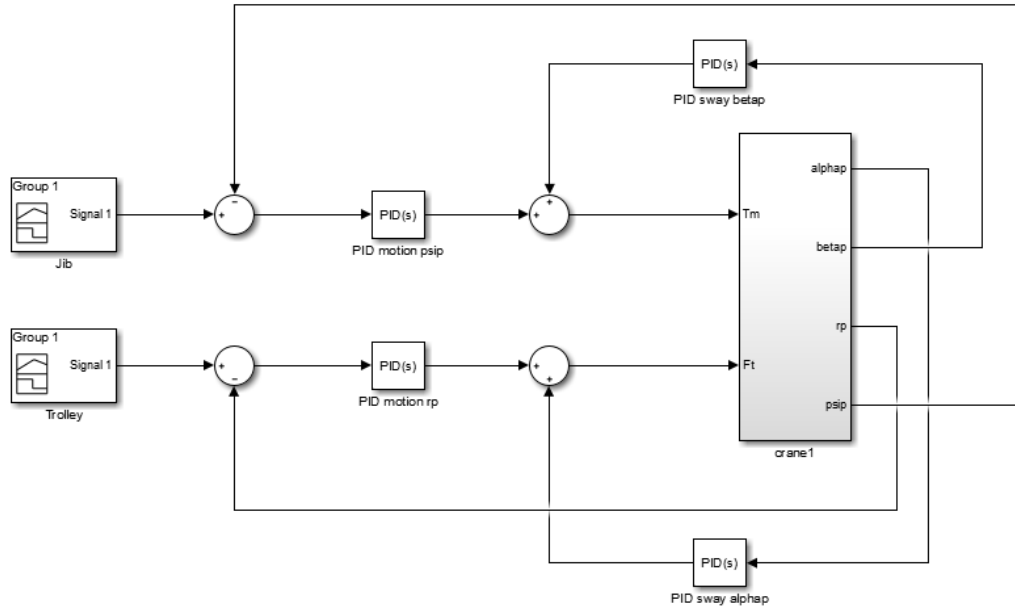 PID(s)
PID sway betap
Group 1
Signal 1
+
−
Jib
PID(s)
PID motion psip
+
+
Tm
Ft
alphap
betap
rp
psip
crane1
Group 1
Signal 1
+
−
Trolley
PID(s)
PID motion rp
+
+
PID(s)
PID sway alphap